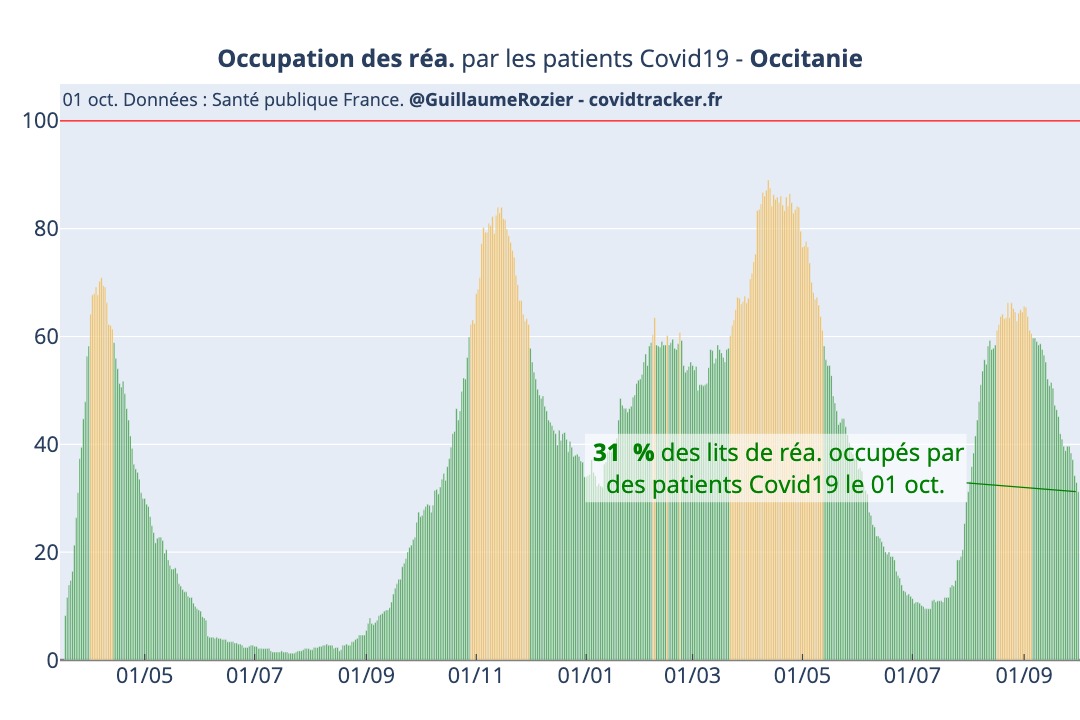 Occupation des réa. par les patients Covid19 - Occitanie
01 oct. Données : Santé publique France. @GuillaumeRozier - covidtracker.fr
100
80
60
40
20
0
31 % des lits de réa. occupés par
des patients Covid19 le 01 oct.
01/05 01/07 01/09 01/11 01/01 01/03 01/05 01/07 01/09